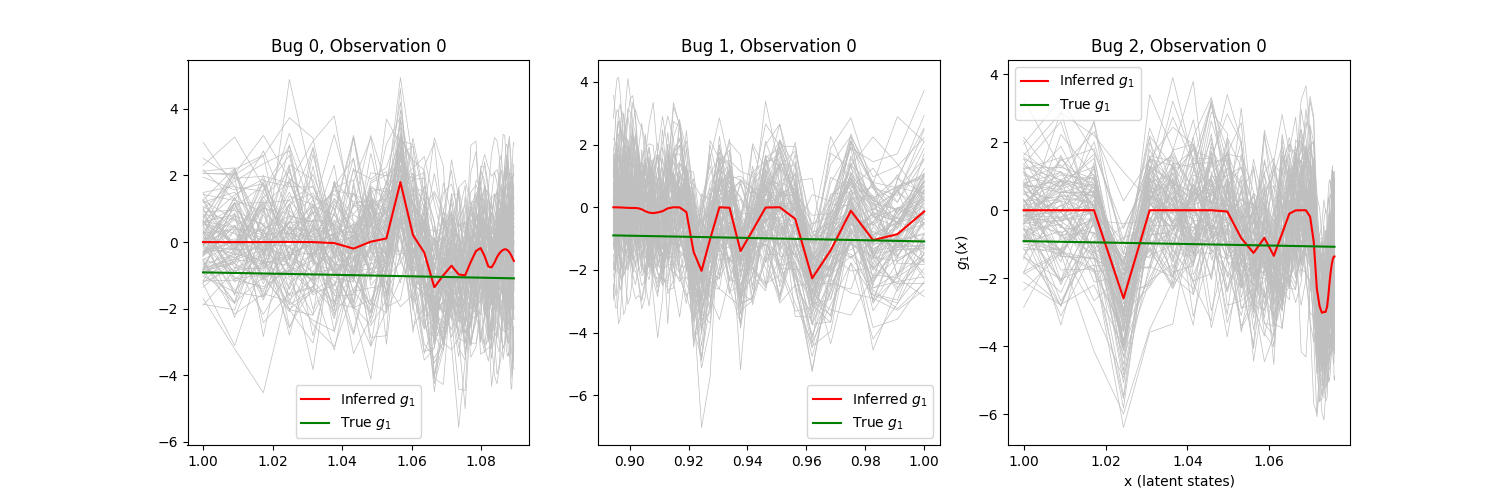 Bug 0, Observation 0
4
2
0
−2
−4
−6
1.00 1.02 1.04 1.06 1.08
Inferred g₁
True g₁
Bug 1, Observation 0
4
2
0
−2
−4
−6
0.90 0.92 0.94 0.96 0.98 1.00
Inferred g₁
True g₁
Bug 2, Observation 0
Inferred g₁
True g₁
g₁(x)
4
2
0
−2
−4
−6
1.00 1.02 1.04 1.06
x (latent states)